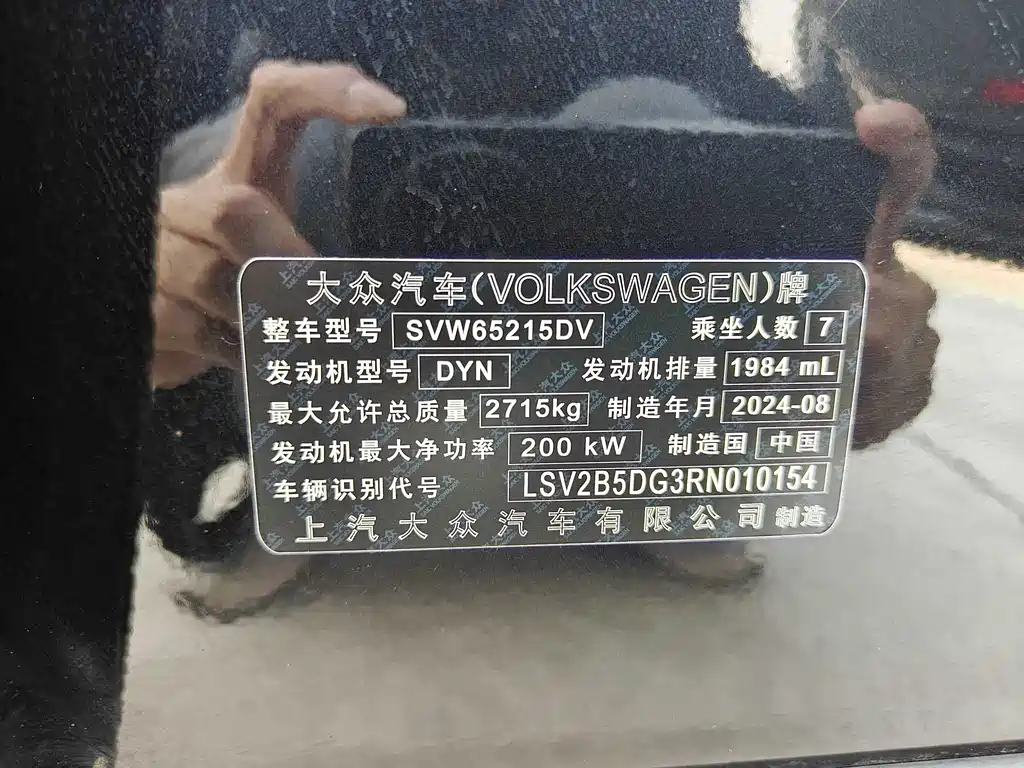 大众汽车(VOLKSWAGEN)牌
整车型号 SVW65215DV 乘坐人数 7
发动机型号 DYN 发动机排量 1984 mL
最大允许总质量 2715kg 制造年月 2024-08
发动机最大净功率 200 kW 制造国 中国
车辆识别代号 LSV2B5DG3RN010154
上汽大众汽车有限公司 制造